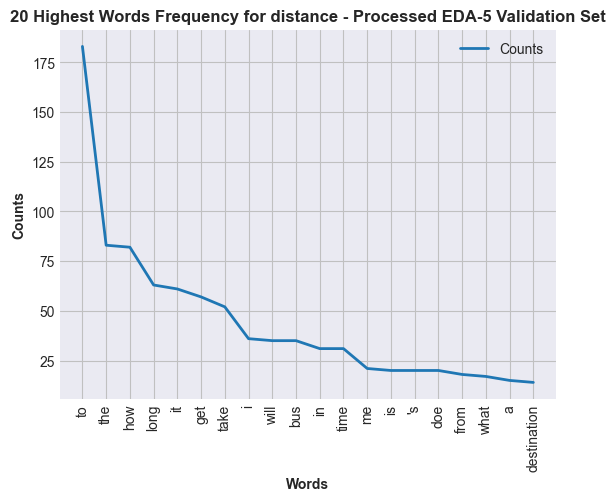 20 Highest Words Frequency for distance - Processed EDA-5 Validation Set
Counts
175
150
125
100
75
50
25
Counts
to
the
how
long
it
get
take
i
will
bus
in
time
me
is
's
doe
from
what
a
destination
Words